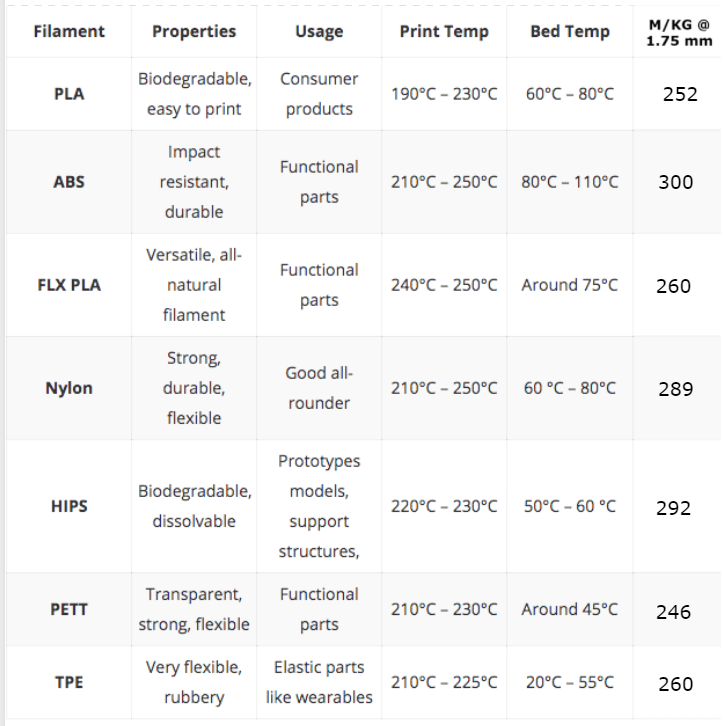 Filament Properties Usage Print Temp Bed Temp M/KG @
1.75 mm
PLA Biodegradable,
easy to print Consumer
products 190°C – 230°C 60°C – 80°C 252
ABS Impact
resistant,
durable Functional
parts 210°C – 250°C 80°C – 110°C 300
FLX PLA Versatile, all-
natural
filament Functional
parts 240°C – 250°C Around 75°C 260
Nylon Strong,
durable,
flexible Good all-
rounder 210°C – 250°C 60 °C – 80°C 289
HIPS Biodegradable,
dissolvable Prototypes
models,
support
structures, 220°C – 230°C 50°C – 60 °C 292
PETT Transparent,
strong, flexible Functional
parts 210°C – 230°C Around 45°C 246
TPE Very flexible,
rubbery Elastic parts
like wearables 210°C – 225°C 20°C – 55°C 260